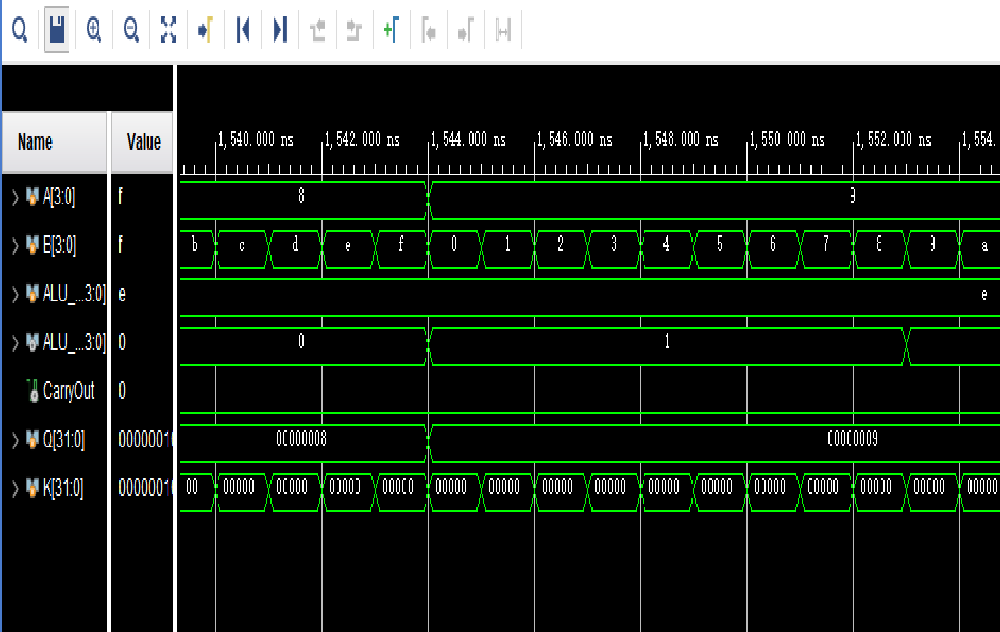 Name Value 1,540.000 ns 1,542.000 ns 1,544.000 ns 1,546.000 ns 1,548.000 ns 1,550.000 ns 1,552.000 ns 1,554.
A[3:0] f 8 9
B[3:0] f b c d e f 0 1 2 3 4 5 6 7 8 9 a
ALU_...3:0] e e
ALU_...3:0] 0 0 1
CarryOut 0
Q[31:0] 0000001 00000008 00000009
K[31:0] 0000001 00 00000 00000 00000 00000 00000 00000 00000 00000 00000 00000 00000 00000 00000 00000 00000